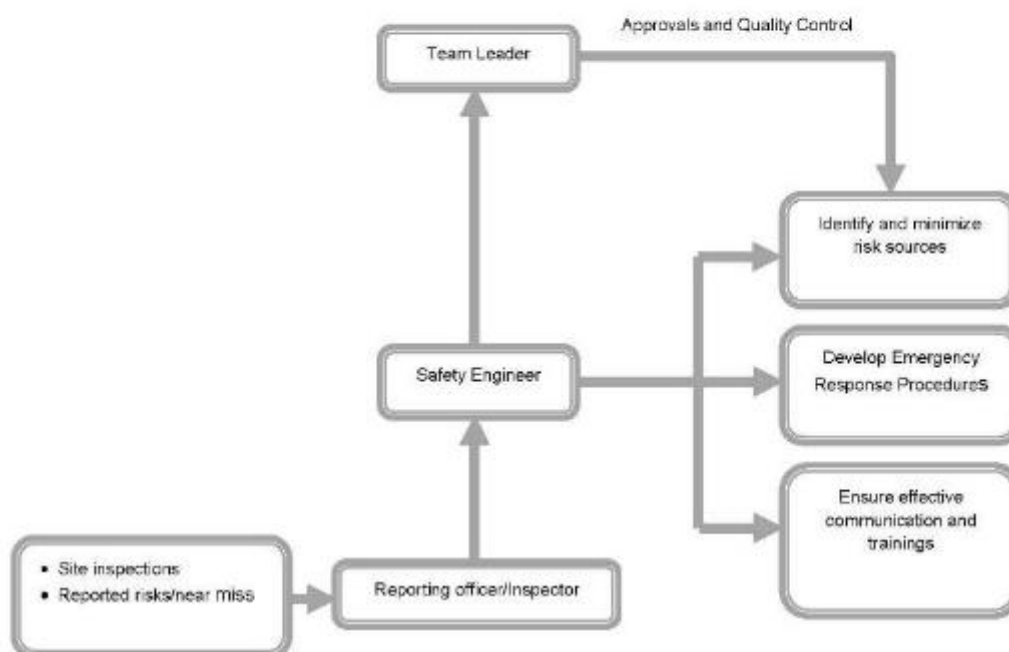 Approvals and Quality Control
Team Leader
Identify and minimize
risk sources
Safety Engineer
Develop Emergency
Response Procedures
Ensure effective
communication and
trainings
• Site inspections
• Reported risks/near miss
Reporting officer/Inspector